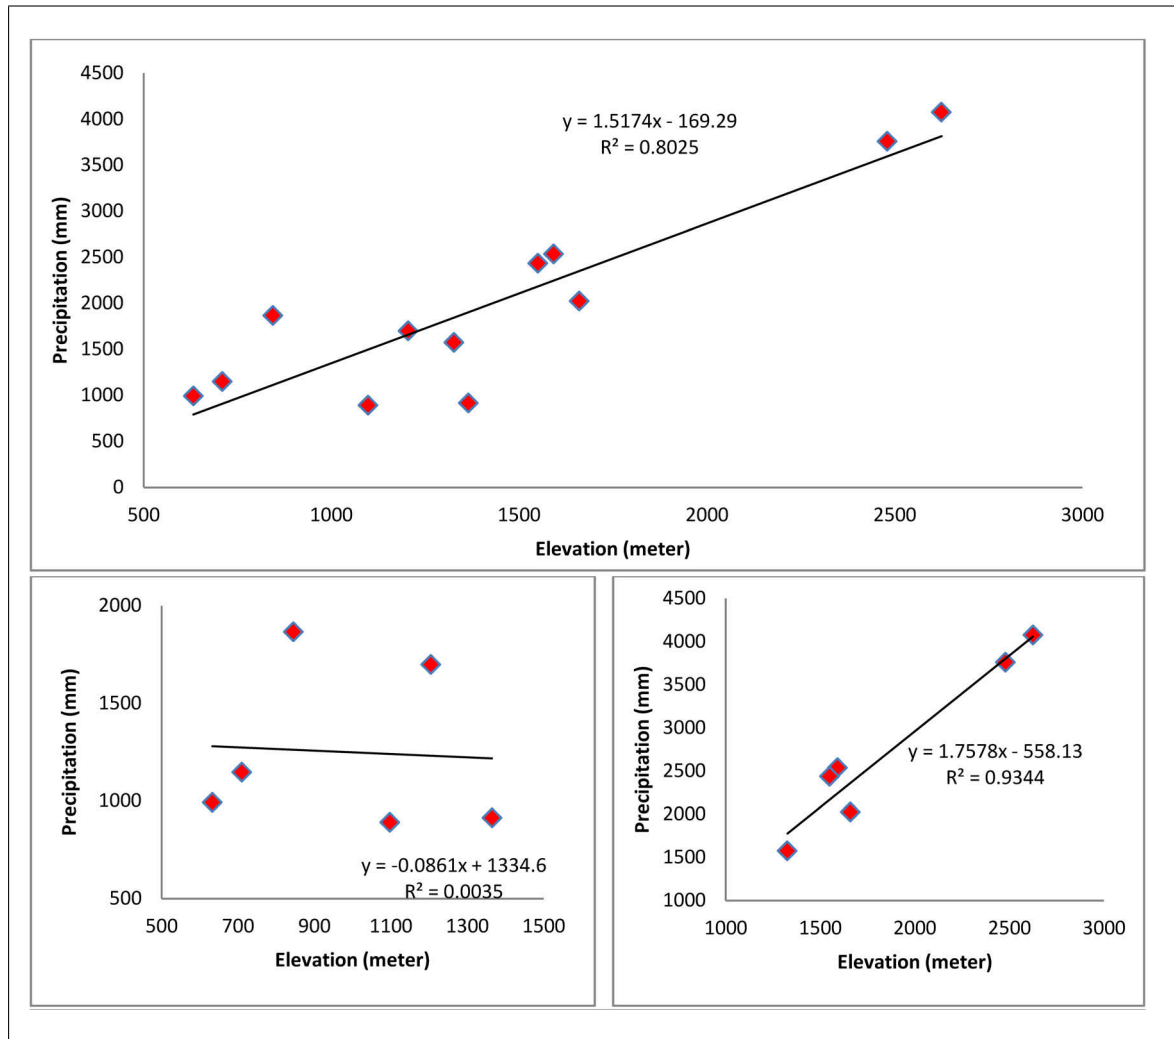 4500
4000
3500
3000
2500
2000
1500
1000
500
0
Precipitation (mm)
y = 1.5174x - 169.29
R² = 0.8025
500 1000 1500 2000 2500 3000
Elevation (meter)
2000
1500
1000
500
Precipitation (mm)
y = -0.0861x + 1334.6
R² = 0.0035
500 700 900 1100 1300 1500
Elevation (meter)
4500
4000
3500
3000
2500
2000
1500
1000
Precipitation (mm)
y = 1.7578x - 558.13
R² = 0.9344
1000 1500 2000 2500 3000
Elevation (meter)